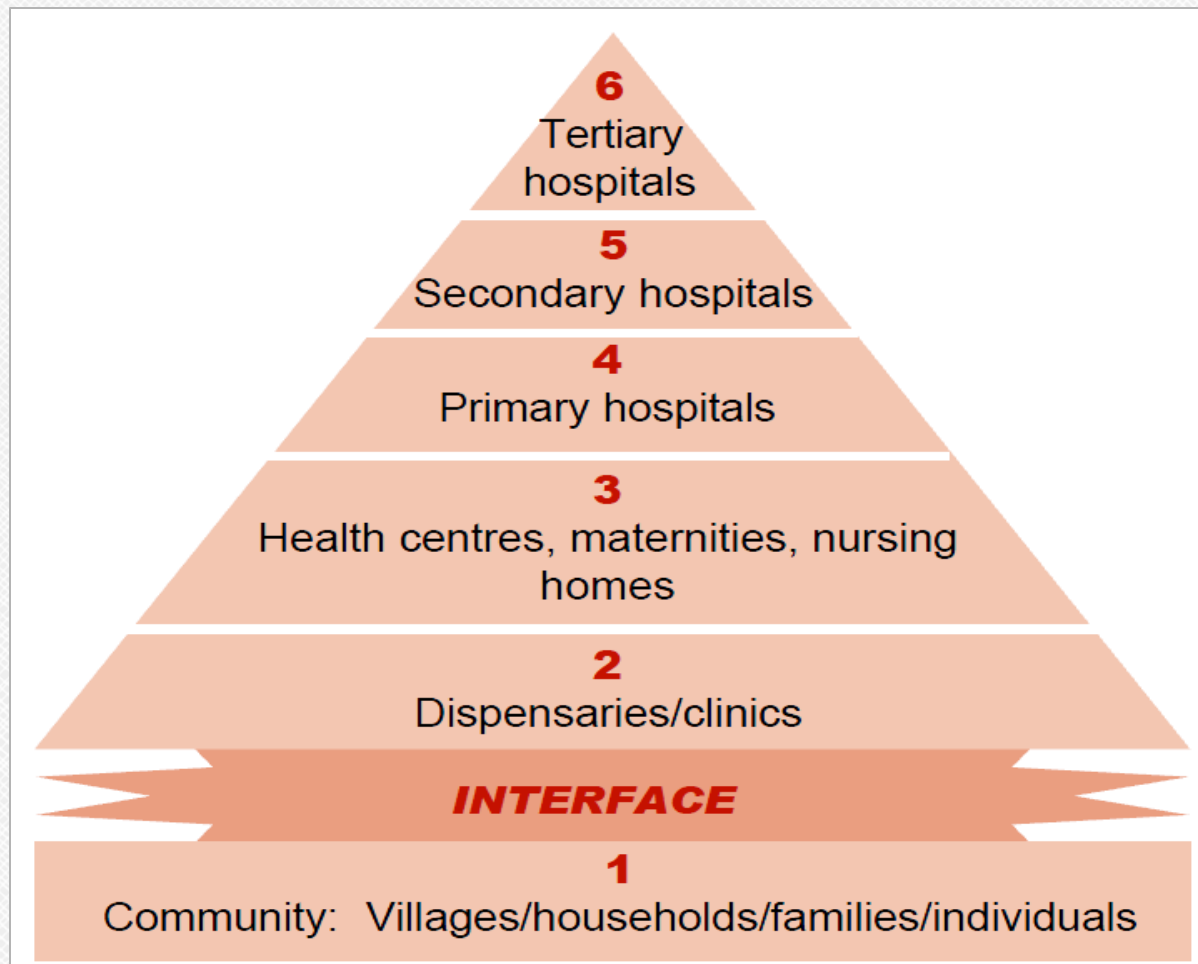 6
Tertiary
hospitals
5
Secondary hospitals
4
Primary hospitals
3
Health centres, maternities, nursing
homes
2
Dispensaries/clinics
INTERFACE
1
Community:  Villages/households/families/individuals